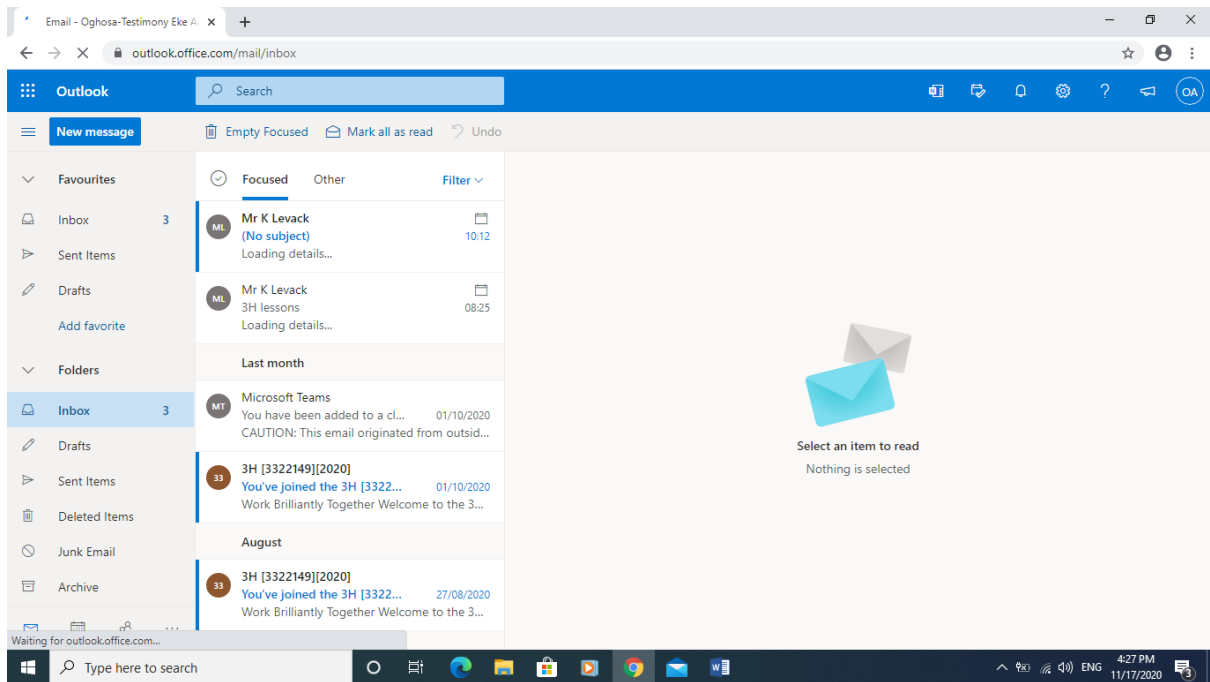 Email - Oghosa-Testimony Eke A
outlook.office.com/mail/inbox
Outlook
Search
OA
New message
Empty Focused
Mark all as read
Undo
Favourites
Inbox 3
Sent Items
Drafts
Add favorite
Folders
Inbox 3
Drafts
Sent Items
Deleted Items
Junk Email
Archive
Focused Other Filter
ML
Mr K Levack
(No subject) 10:12
Loading details...
ML
Mr K Levack
3H lessons 08:25
Loading details...
Last month
MT
Microsoft Teams
You have been added to a cl... 01/10/2020
CAUTION: This email originated from outsid...
33
3H [3322149][2020]
You've joined the 3H [3322... 01/10/2020
Work Brilliantly Together Welcome to the 3...
August
33
3H [3322149][2020]
You've joined the 3H [3322... 27/08/2020
Work Brilliantly Together Welcome to the 3...
Select an item to read
Nothing is selected
Waiting for outlook.office.com...
Type here to search
ENG
4:27 PM
11/17/2020
3